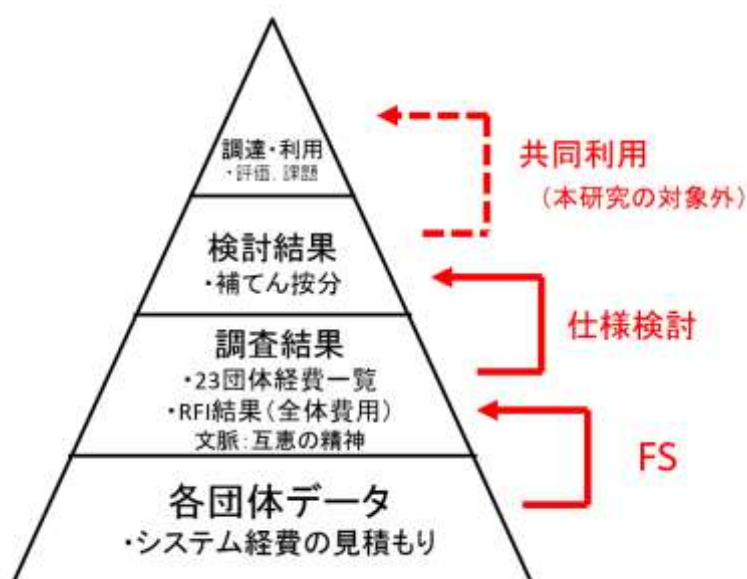 調達・利用
・評価、課題
共同利用
（本研究の対象外）
検討結果
・補てん按分
仕様検討
調査結果
・23団体経費一覧
・RFI結果（全体費用）
文脈：互恵の精神
FS
各団体データ
・システム経費の見積もり